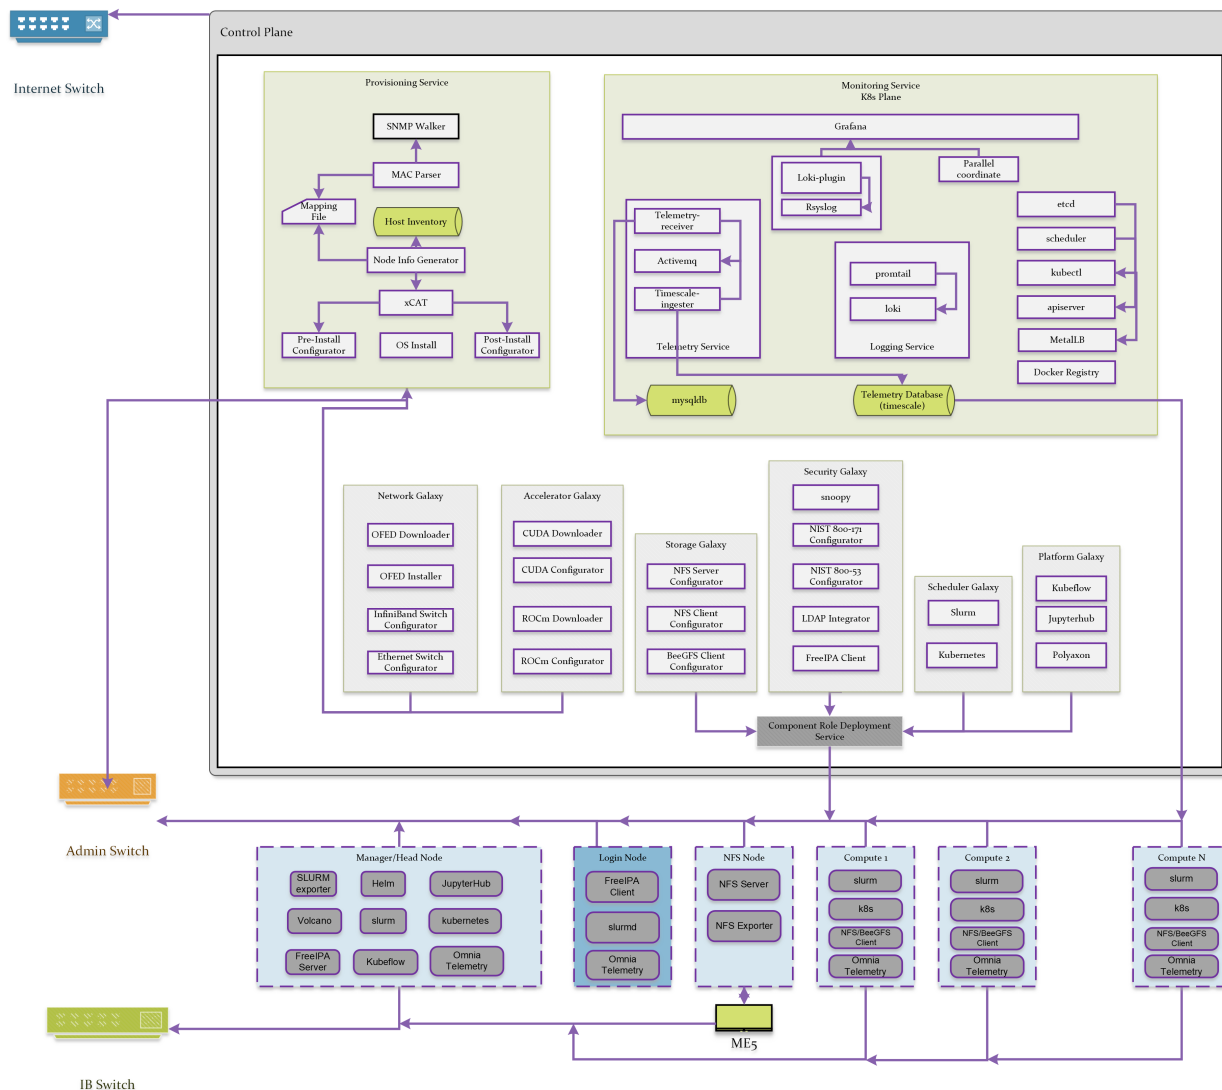 Control Plane
Internet Switch
Provisioning Service
SNMP Walker
MAC Parser
Mapping
File
Host Inventory
Node Info Generator
xCAT
Pre-Install
Configurator
OS Install
Post-Install
Configurator
Monitoring Service
K8s Plane
Grafana
Loki-plugin
Rsyslog
Parallel
coordinate
Telemetry-
receiver
Activemq
Timescale-
ingester
Telemetry Service
promtail
loki
Logging Service
etcd
scheduler
kubectl
apiserver
MetalLB
Docker Registry
mysqldb
Telemetry Database
(timescale)
Network Galaxy
OFED Downloader
OFED Installer
InfiniBand Switch
Configurator
Ethernet Switch
Configurator
Accelerator Galaxy
CUDA Downloader
CUDA Configurator
ROCm Downloader
ROCm Configurator
Storage Galaxy
NFS Server
Configurator
NFS Client
Configurator
BeeGFS Client
Configurator
Security Galaxy
snoopy
NIST 800-171
Configurator
NIST 800-53
Configurator
LDAP Integrator
FreeIPA Client
Scheduler Galaxy
Slurm
Kubernetes
Platform Galaxy
Kubeflow
Jupyterhub
Polyaxon
Component Role Deployment
Service
Admin Switch
Manager/Head Node
SLURM
exporter
Helm
JupyterHub
Volcano
slurm
kubernetes
FreeIPA
Server
Kubeflow
Omnia
Telemetry
Login Node
FreeIPA
Client
slurmd
Omnia
Telemetry
NFS Node
NFS Server
NFS Exporter
Compute 1
slurm
k8s
NFS/BeeGFS
Client
Omnia
Telemetry
Compute 2
slurm
k8s
NFS/BeeGFS
Client
Omnia
Telemetry
Compute N
slurm
k8s
NFS/BeeGFS
Client
Omnia
Telemetry
ME5
IB Switch